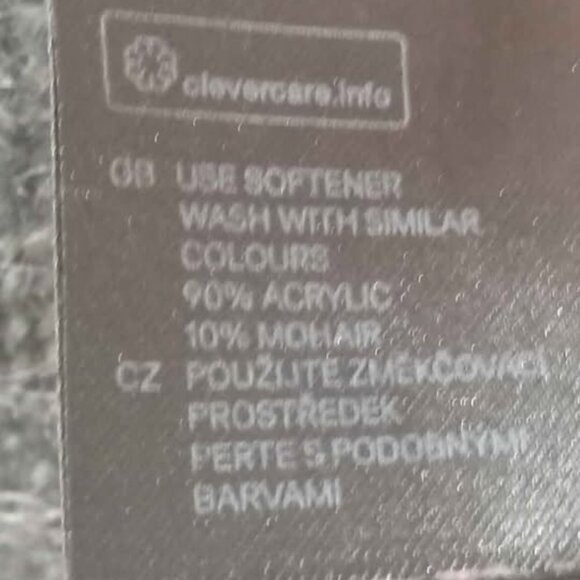 clevercare.info
GB USE SOFTENER
WASH WITH SIMILAR
COLOURS
90% ACRYLIC
10% MOHAIR
CZ POUŽIJTE ZMĚKČOVACÍ
PROSTŘEDEK
PERTE S PODOBNÝMI
BARVAMI